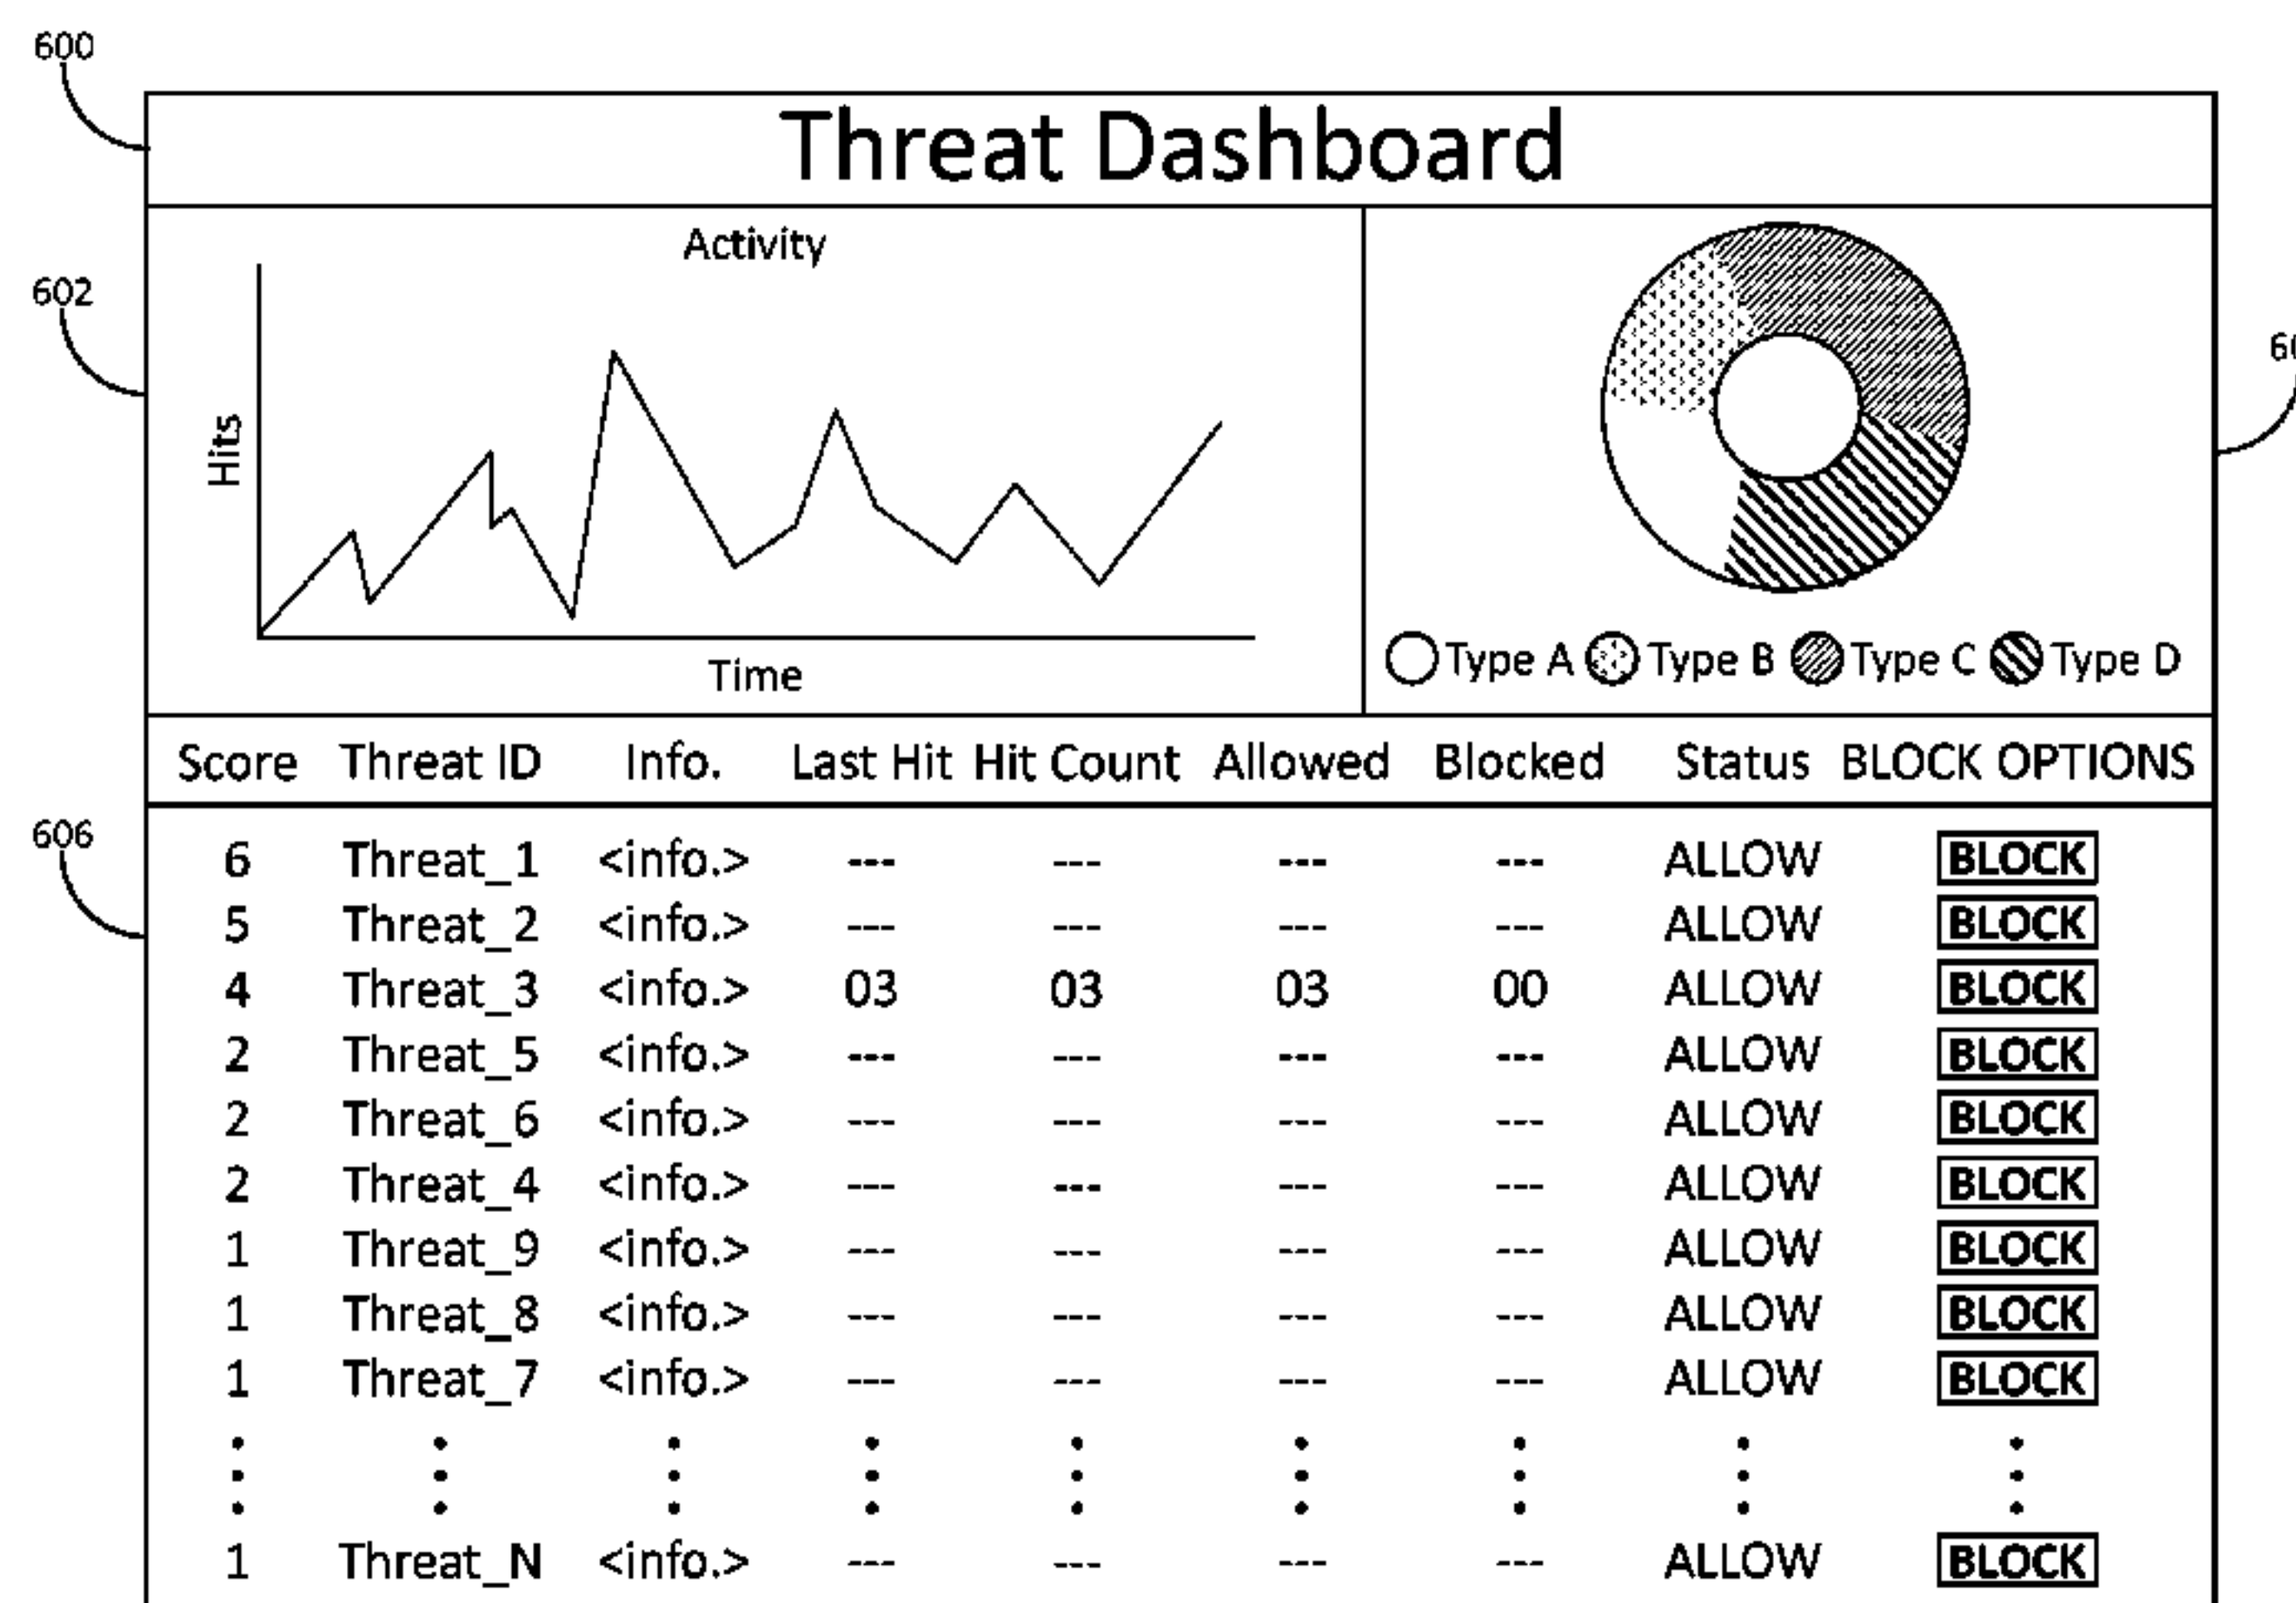 600
Threat Dashboard
Activity
602
Hits
Time
Type A Type B Type C Type D
Score Threat ID Info. Last Hit Hit Count Allowed Blocked Status BLOCK OPTIONS
606
6 Threat_1 <info.> --- --- --- --- ALLOW BLOCK
5 Threat_2 <info.> --- --- --- --- ALLOW BLOCK
4 Threat_3 <info.> 03 03 03 00 ALLOW BLOCK
2 Threat_5 <info.> --- --- --- --- ALLOW BLOCK
2 Threat_6 <info.> --- --- --- --- ALLOW BLOCK
2 Threat_4 <info.> --- --- --- --- ALLOW BLOCK
1 Threat_9 <info.> --- --- --- --- ALLOW BLOCK
1 Threat_8 <info.> --- --- --- --- ALLOW BLOCK
1 Threat_7 <info.> --- --- --- --- ALLOW BLOCK
1 Threat_N <info.> --- --- --- --- ALLOW BLOCK